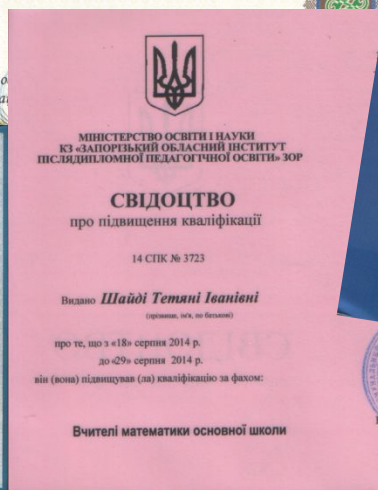 МІНІСТЕРСТВО ОСВІТИ І НАУКИ
КЗ «ЗАПОРІЗЬКИЙ ОБЛАСНИЙ ІНСТИТУТ
ПІСЛЯДИПЛОМНОЇ ПЕДАГОГІЧНОЇ ОСВІТИ» ЗОР
СВІДОЦТВО
про підвищення кваліфікації
14 СПК № 3723
Видано Шайді Тетяні Іванівні
(прізвище, ім'я, по батькові)
про те, що з «18» серпня 2014 р.
до «29» серпня 2014 р.
він (вона) підвищував (ла) кваліфікацію за фахом:
Вчителі математики основної школи